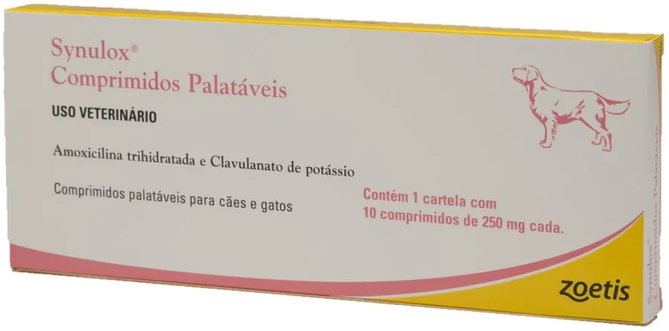 Synulox®
Comprimidos Palatáveis
USO VETERINÁRIO
Amoxicilina trihidratada e Clavulanato de potássio
Comprimidos palatáveis para cães e gatos
Contém 1 cartela com
10 comprimidos de 250 mg cada.
zoetis